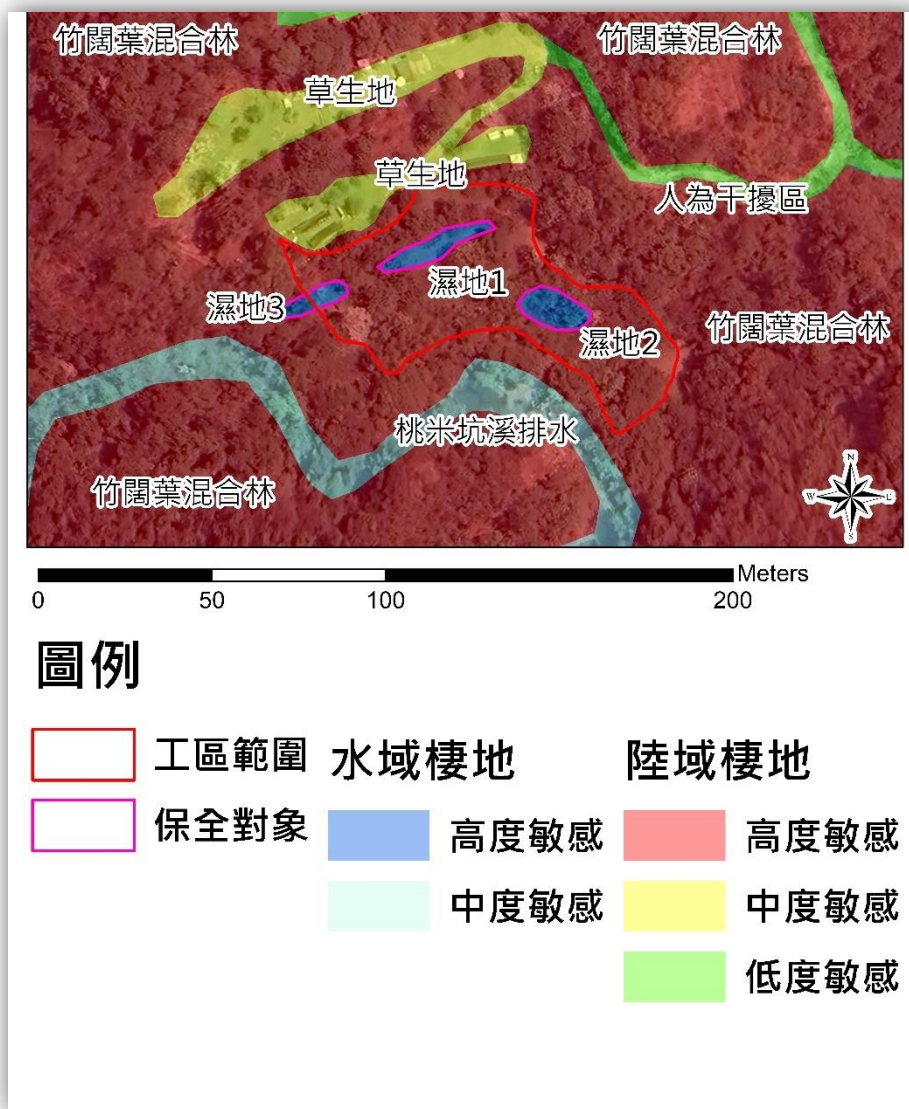 竹闊葉混合林
竹闊葉混合林
草生地
草生地
人為干擾區
濕地1
濕地3
濕地2
竹闊葉混合林
桃米坑溪排水
竹闊葉混合林
N
W E
S
Meters
0 50 100 200
圖例
工區範圍
保全對象
水域棲地
高度敏感
中度敏感
陸域棲地
高度敏感
中度敏感
低度敏感